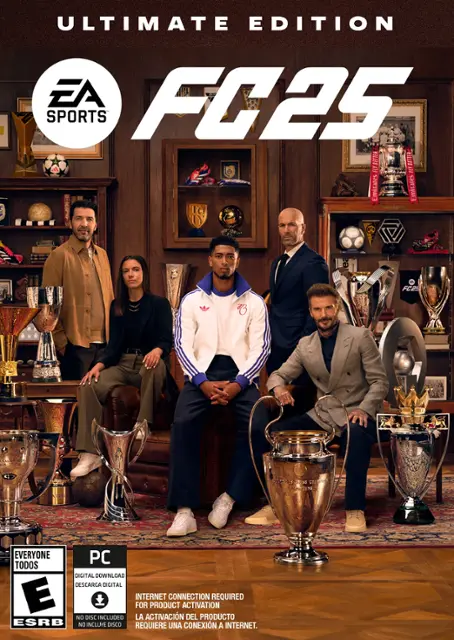 ULTIMATE EDITION
EA
SPORTS
FC25
EVERYONE
TODOS
E
ESRB
PC
DIGITAL DOWNLOAD
DESCARGA DIGITAL
NO DISC INCLUDED
NO INCLUYE DISCO
INTERNET CONNECTION REQUIRED
FOR PRODUCT ACTIVATION
LA ACTIVACIÓN DEL PRODUCTO
REQUIERE UNA CONEXIÓN A INTERNET.